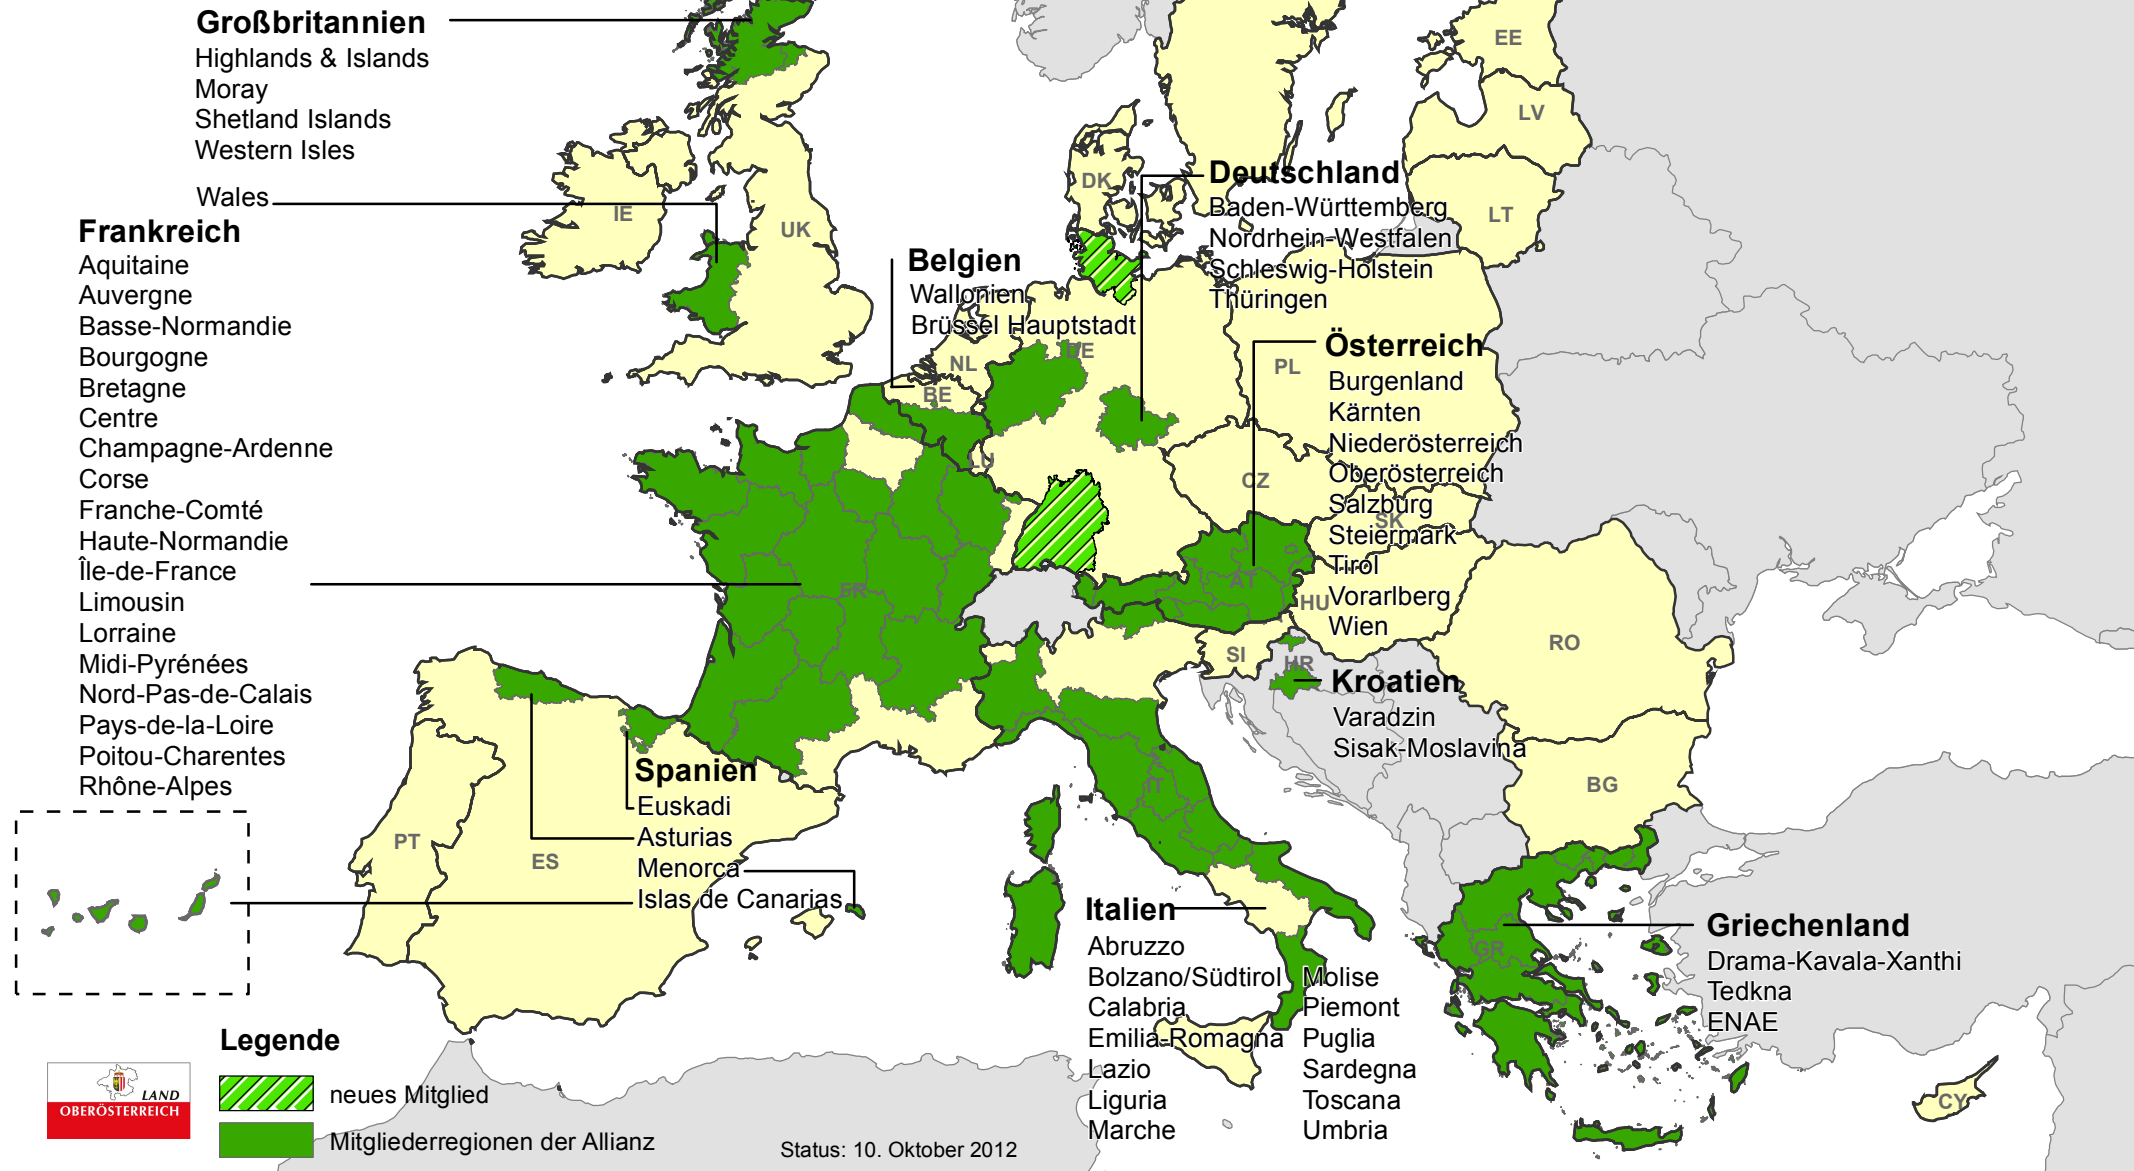 Großbritannien
Highlands & Islands
Moray
Shetland Islands
Western Isles
Wales
Frankreich
Aquitaine
Auvergne
Basse-Normandie
Bourgogne
Bretagne
Centre
Champagne-Ardenne
Corse
Franche-Comté
Haute-Normandie
Île-de-France
Limousin
Lorraine
Midi-Pyrénées
Nord-Pas-de-Calais
Pays-de-la-Loire
Poitou-Charentes
Rhône-Alpes
Belgien
Wallonien
Brüssel Hauptstadt
Deutschland
Baden-Württemberg
Nordrhein-Westfalen
Schleswig-Holstein
Thüringen
Österreich
Burgenland
Kärnten
Niederösterreich
Oberösterreich
Salzburg
Steiermark
Tirol
Vorarlberg
Wien
Kroatien
Varadzin
Sisak-Moslavina
Spanien
Euskadi
Asturias
Menorca
Islas de Canarias
Italien
Abruzzo
Bolzano/Südtirol
Calabria
Emilia-Romagna
Lazio
Liguria
Marche
Molise
Piemont
Puglia
Sardegna
Toscana
Umbria
Griechenland
Drama-Kavala-Xanthi
Tedkna
ENAE
EE
LV
LT
DK
IE
UK
NL
BE
DE
PL
LU
CZ
SK
FR
AT
HU
SI
HR
RO
BG
IT
PT
ES
GR
CY
Legende
neues Mitglied
Mitgliederregionen der Allianz
LAND
OBERÖSTERREICH
Status: 10. Oktober 2012